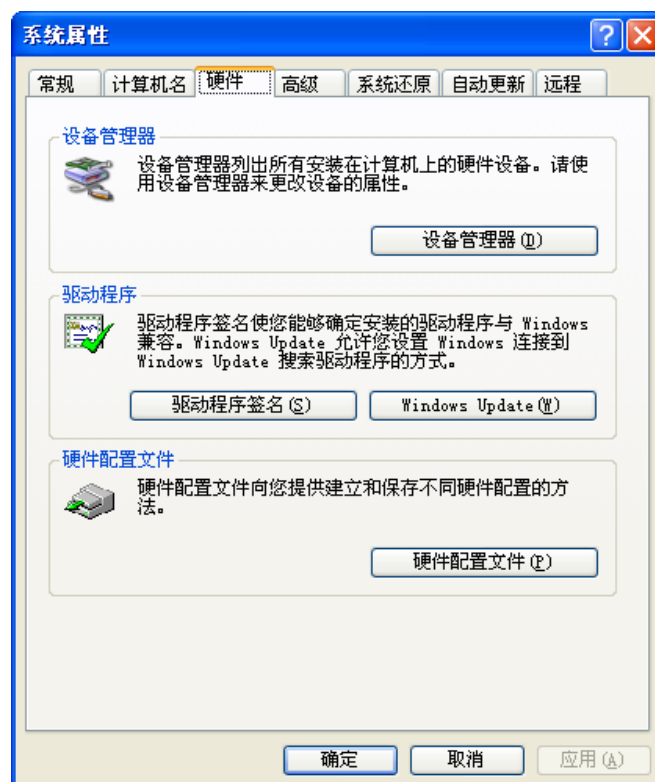 系统属性
常规 计算机名 硬件 高级 系统还原 自动更新 远程
设备管理器
设备管理器列出所有安装在计算机上的硬件设备。请使
用设备管理器来更改设备的属性。
设备管理器(D)
驱动程序
驱动程序签名使您能够确定安装的驱动程序与 Windows
兼容。Windows Update 允许您设置 Windows 连接到
Windows Update 搜索驱动程序的方式。
驱动程序签名(S) Windows Update(W)
硬件配置文件
硬件配置文件向您提供建立和保存不同硬件配置的方
法。
硬件配置文件(P)
确定 取消 应用(A)